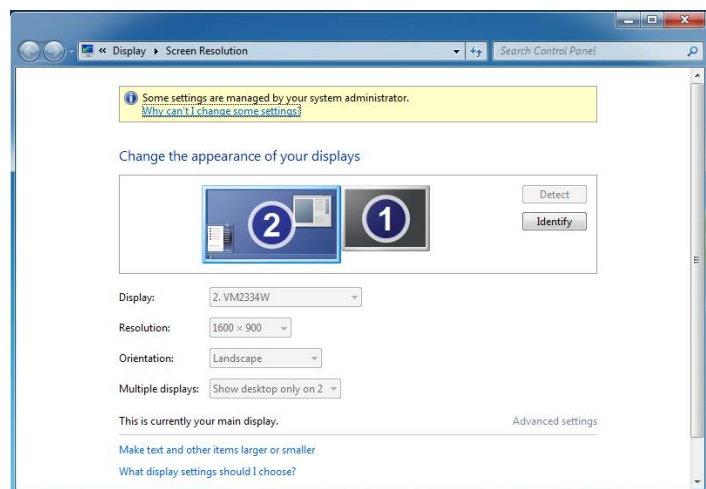 « Display ▸ Screen Resolution
Search Control Panel
Some settings are managed by your system administrator.
Why can't I change some settings?
Change the appearance of your displays
2
1
Detect
Identify
Display: 2. VM2334W
Resolution: 1600 × 900
Orientation: Landscape
Multiple displays: Show desktop only on 2
This is currently your main display.
Advanced settings
Make text and other items larger or smaller
What display settings should I choose?